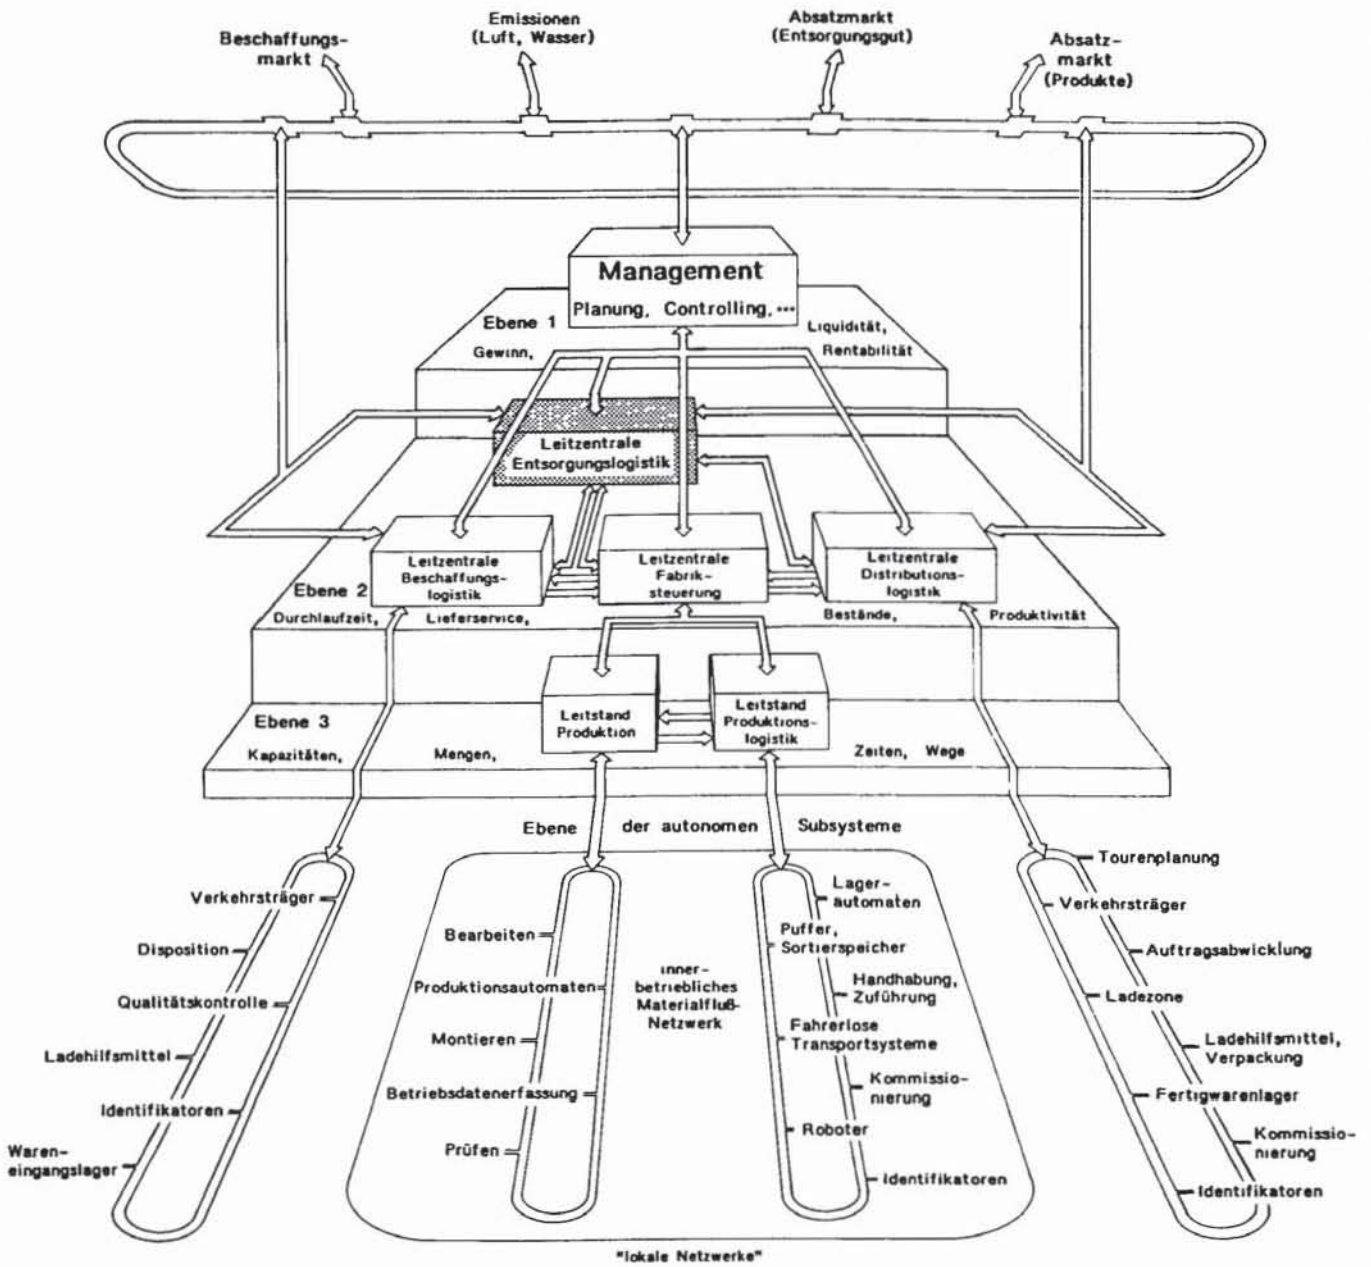 Beschaffungs-
markt
Emissionen
(Luft, Wasser)
Absatzmarkt
(Entsorgungsgut)
Absatz-
markt
(Produkte)
Management
Planung, Controlling, ...
Ebene 1
Gewinn,
Liquidität,
Rentabilität
Leitzentrale
Entsorgungslogistik
Leitzentrale
Beschaffungs-
logistik
Leitzentrale
Fabrik-
steuerung
Leitzentrale
Distributions-
logistik
Ebene 2
Durchlaufzeit,
Lieferservice,
Bestände,
Produktivität
Leitstand
Produktion
Leitstand
Produktions-
logistik
Ebene 3
Kapazitäten,
Mengen,
Zeiten, Wege
Ebene der autonomen Subsysteme
Verkehrsträger
Disposition
Qualitätskontrolle
Ladehilfsmittel
Identifikatoren
Waren-
eingangslager
Bearbeiten
Produktionsautomaten
Montieren
Betriebsdatenerfassung
Prüfen
inner-
betriebliches
Materialfluß-
Netzwerk
Lager-
automaten
Puffer,
Sortierspeicher
Handhabung,
Zuführung
Fahrerlose
Transportsysteme
Kommissio-
nierung
Roboter
Identifikatoren
Tourenplanung
Verkehrsträger
Auftragsabwicklung
Ladezone
Ladehilfsmittel,
Verpackung
Fertigwarenlager
Kommissio-
nierung
Identifikatoren
"lokale Netzwerke"